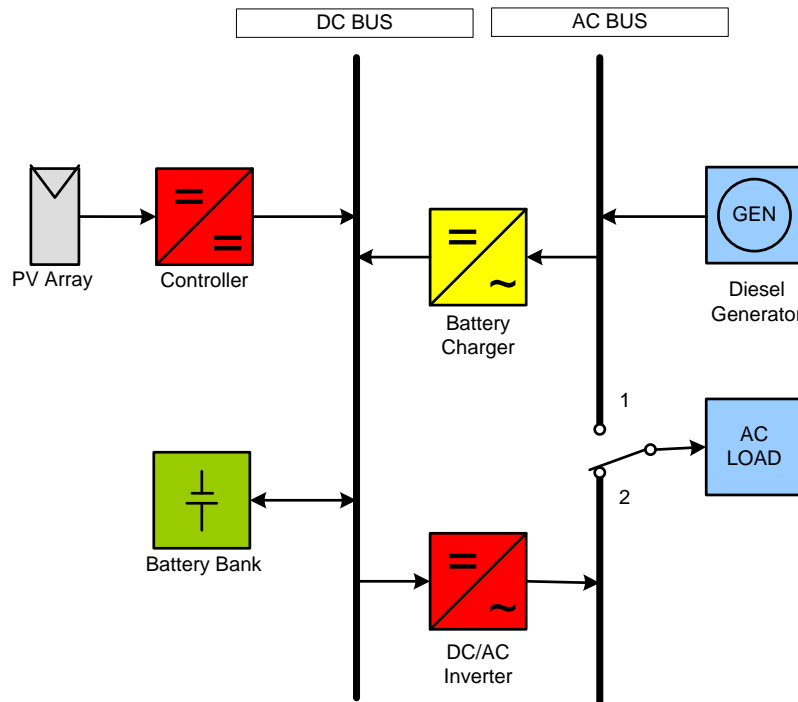 DC BUS
AC BUS
PV Array
Controller
Battery
Charger
GEN
Diesel
Generator
1
2
AC
LOAD
Battery Bank
DC/AC
Inverter